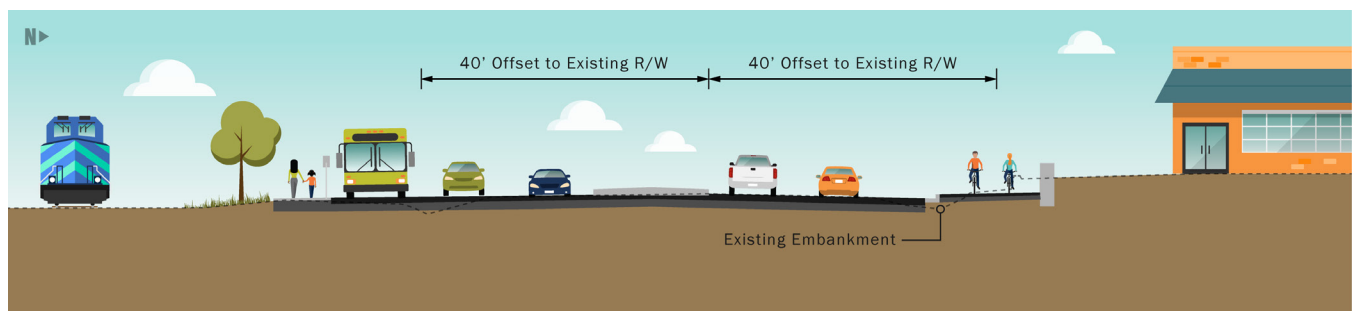 N
40' Offset to Existing R/W
40' Offset to Existing R/W
Existing Embankment